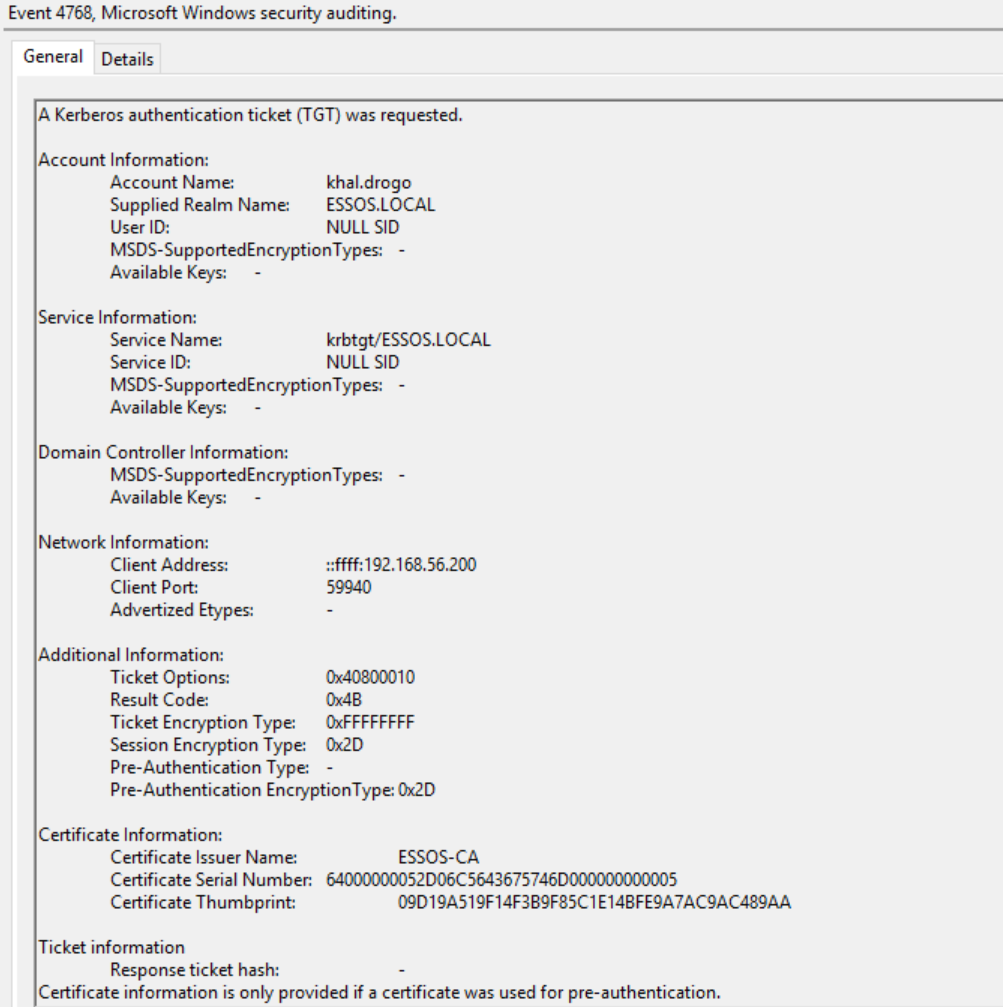 Event 4768, Microsoft Windows security auditing.
General Details
A Kerberos authentication ticket (TGT) was requested.
Account Information:
Account Name: khal.drogo
Supplied Realm Name: ESSOS.LOCAL
User ID: NULL SID
MSDS-SupportedEncryptionTypes: -
Available Keys: -
Service Information:
Service Name: krbtgt/ESSOS.LOCAL
Service ID: NULL SID
MSDS-SupportedEncryptionTypes: -
Available Keys: -
Domain Controller Information:
MSDS-SupportedEncryptionTypes: -
Available Keys: -
Network Information:
Client Address: ::ffff:192.168.56.200
Client Port: 59940
Advertized Etypes: -
Additional Information:
Ticket Options: 0x40800010
Result Code: 0x4B
Ticket Encryption Type: 0xFFFFFFFF
Session Encryption Type: 0x2D
Pre-Authentication Type: -
Pre-Authentication EncryptionType: 0x2D
Certificate Information:
Certificate Issuer Name: ESSOS-CA
Certificate Serial Number: 64000000052D06C5643675746D000000000005
Certificate Thumbprint: 09D19A519F14F3B9F85C1E14BFE9A7AC9AC489AA
Ticket information
Response ticket hash: -
Certificate information is only provided if a certificate was used for pre-authentication.